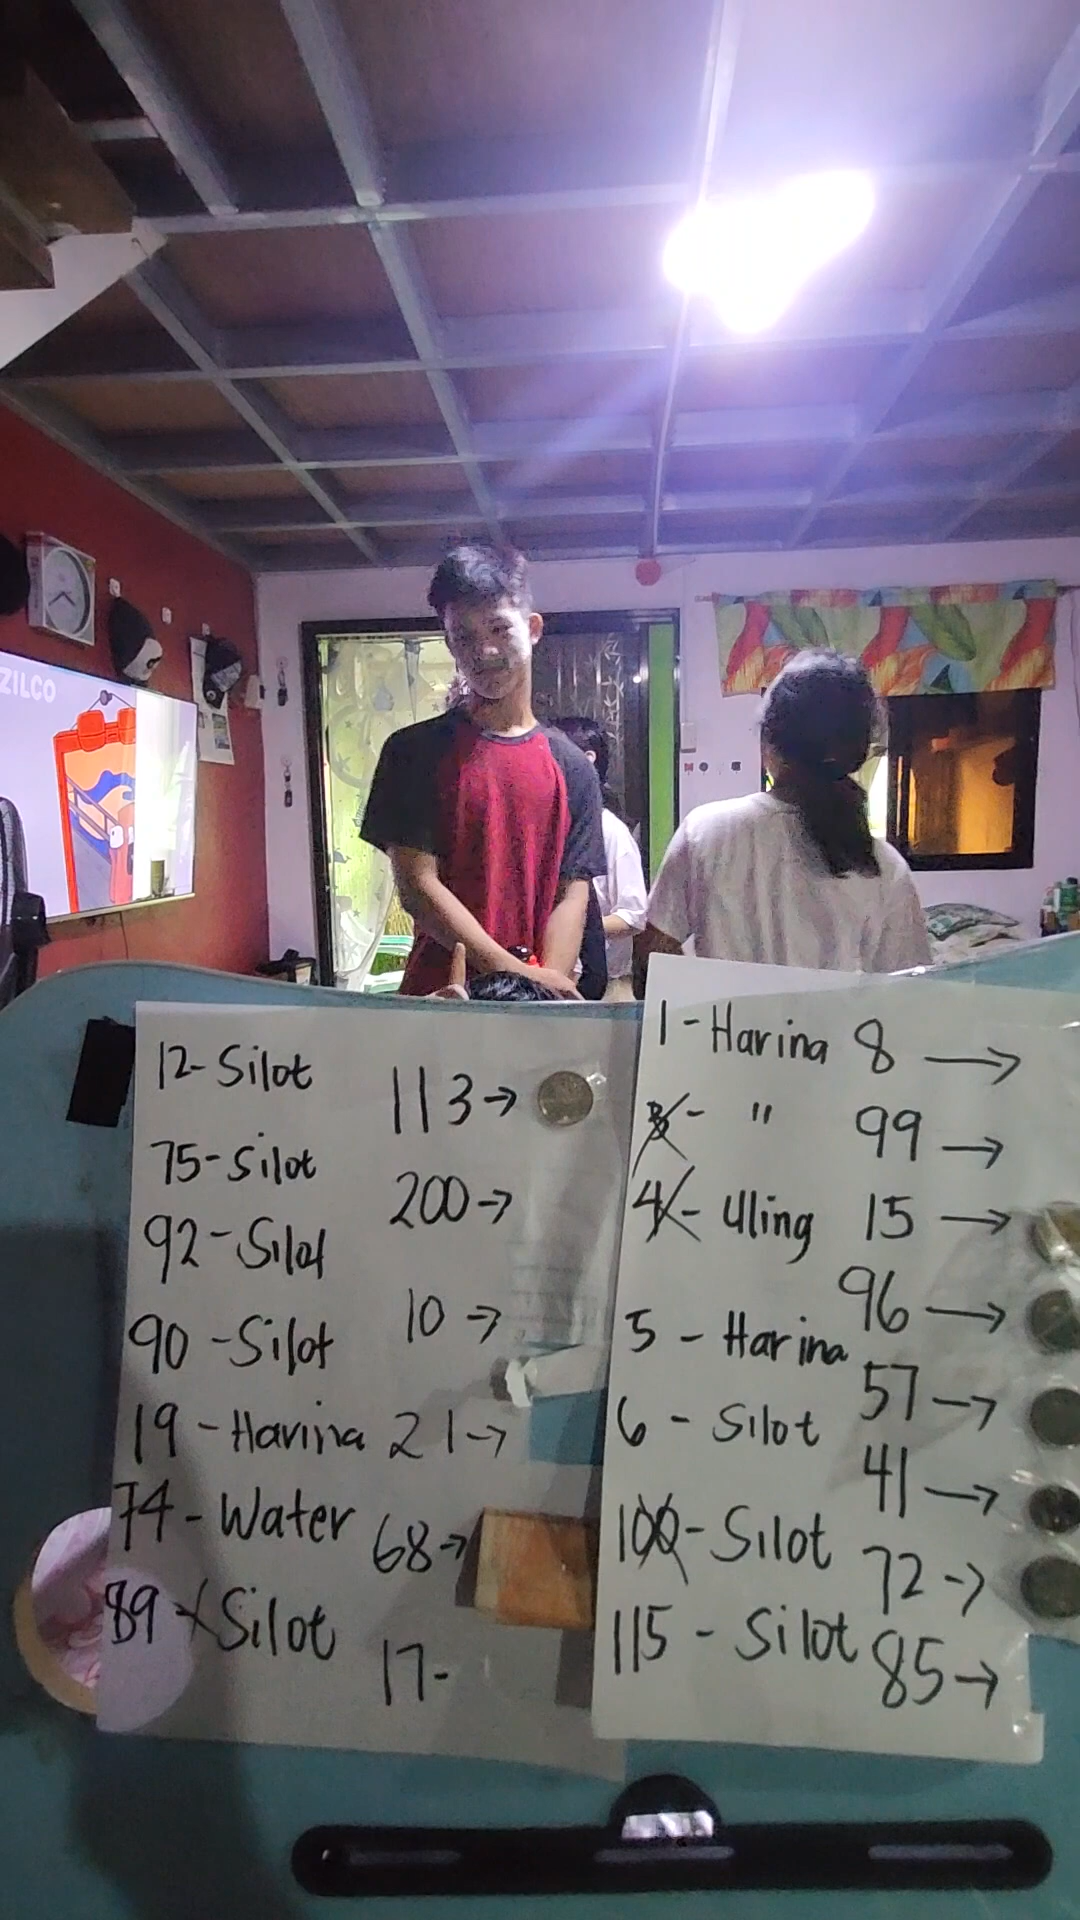 ZILCO
12- Silot
113→
75- Silot
200→
92- Silot
10→
90 - Silot
19 - Harina 21→
74 - Water 68→
89 - Silot
17-
1 - Harina 8 →
3 - " 99 →
4 - Uling 15 →
96 →
5 - Harina
57 →
6 - Silot
41 →
100 - Silot 72 →
115 - Silot 85 →